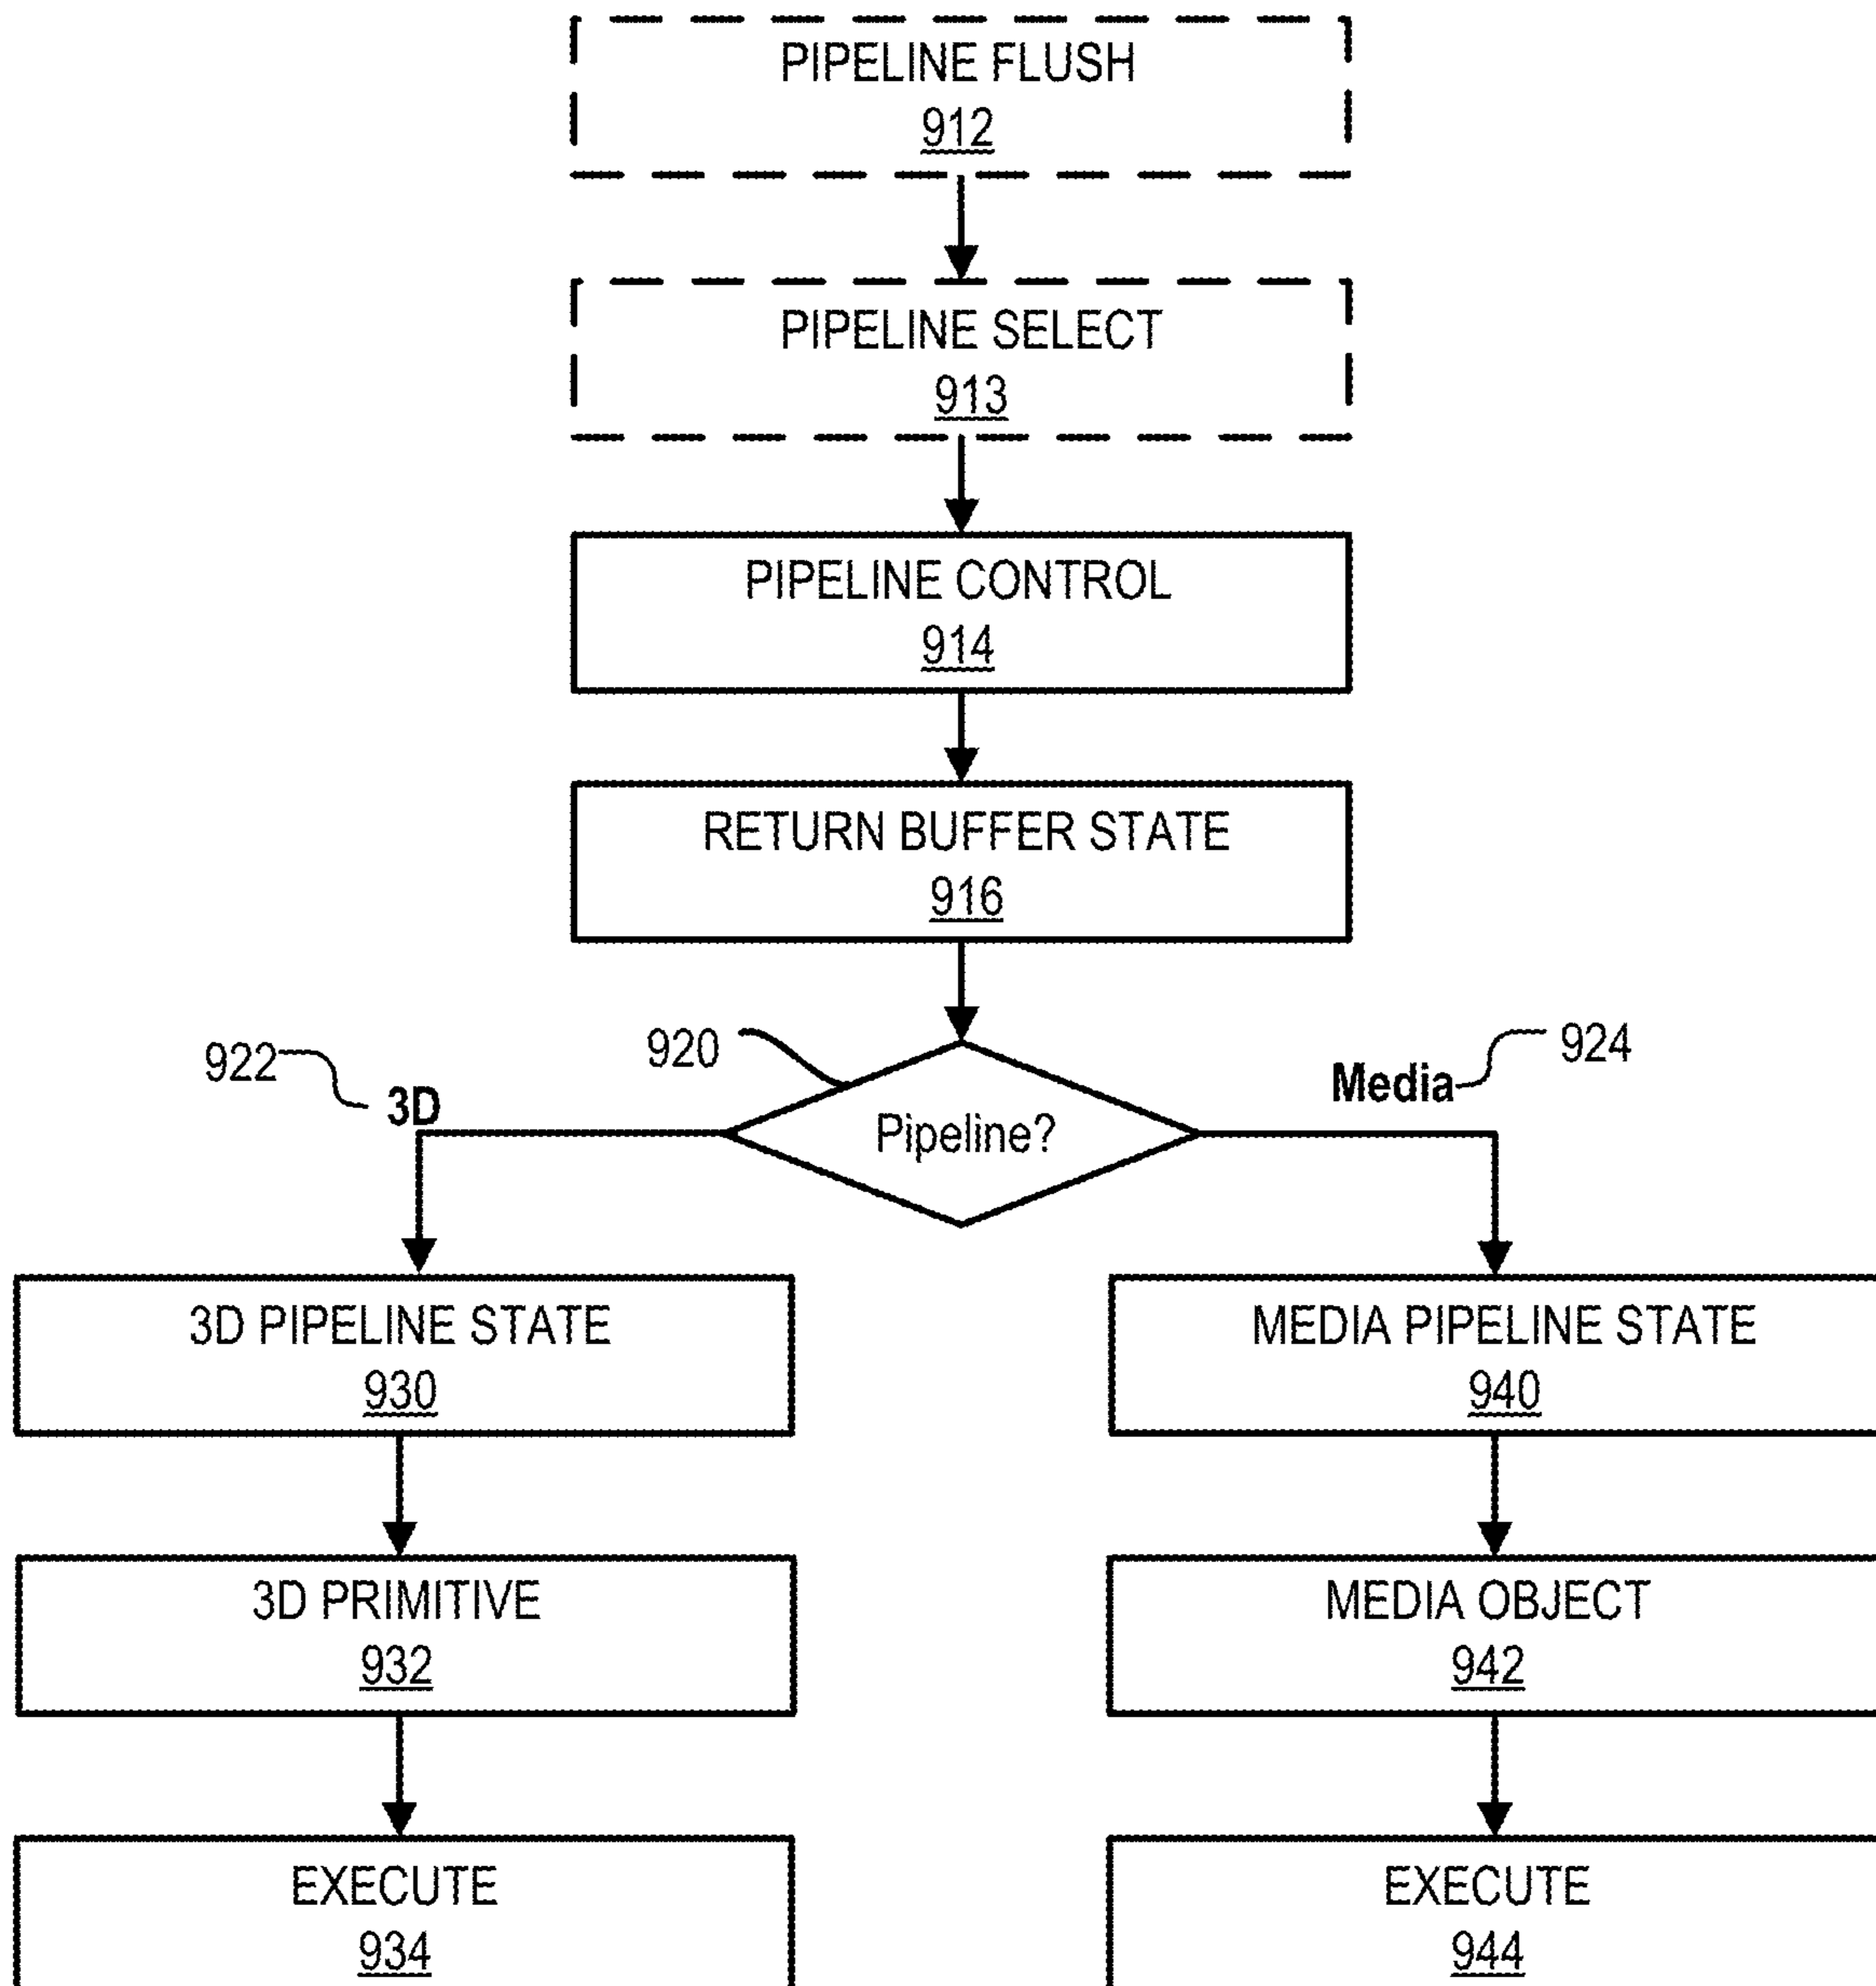 PIPELINE FLUSH
912
PIPELINE SELECT
913
PIPELINE CONTROL
914
RETURN BUFFER STATE
916
922
3D
920
Pipeline?
Media
924
3D PIPELINE STATE
930
MEDIA PIPELINE STATE
940
3D PRIMITIVE
932
MEDIA OBJECT
942
EXECUTE
934
EXECUTE
944